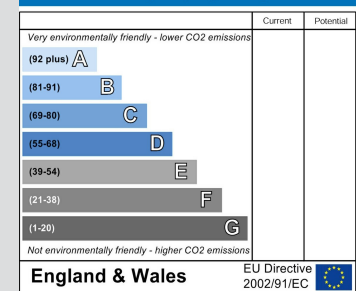 Current Potential
Very environmentally friendly - lower CO2 emissions
(92 plus) A
(81-91) B
(69-80) C
(55-68) D
(39-54) E
(21-38) F
(1-20) G
Not environmentally friendly - higher CO2 emissions
England & Wales
EU Directive
2002/91/EC